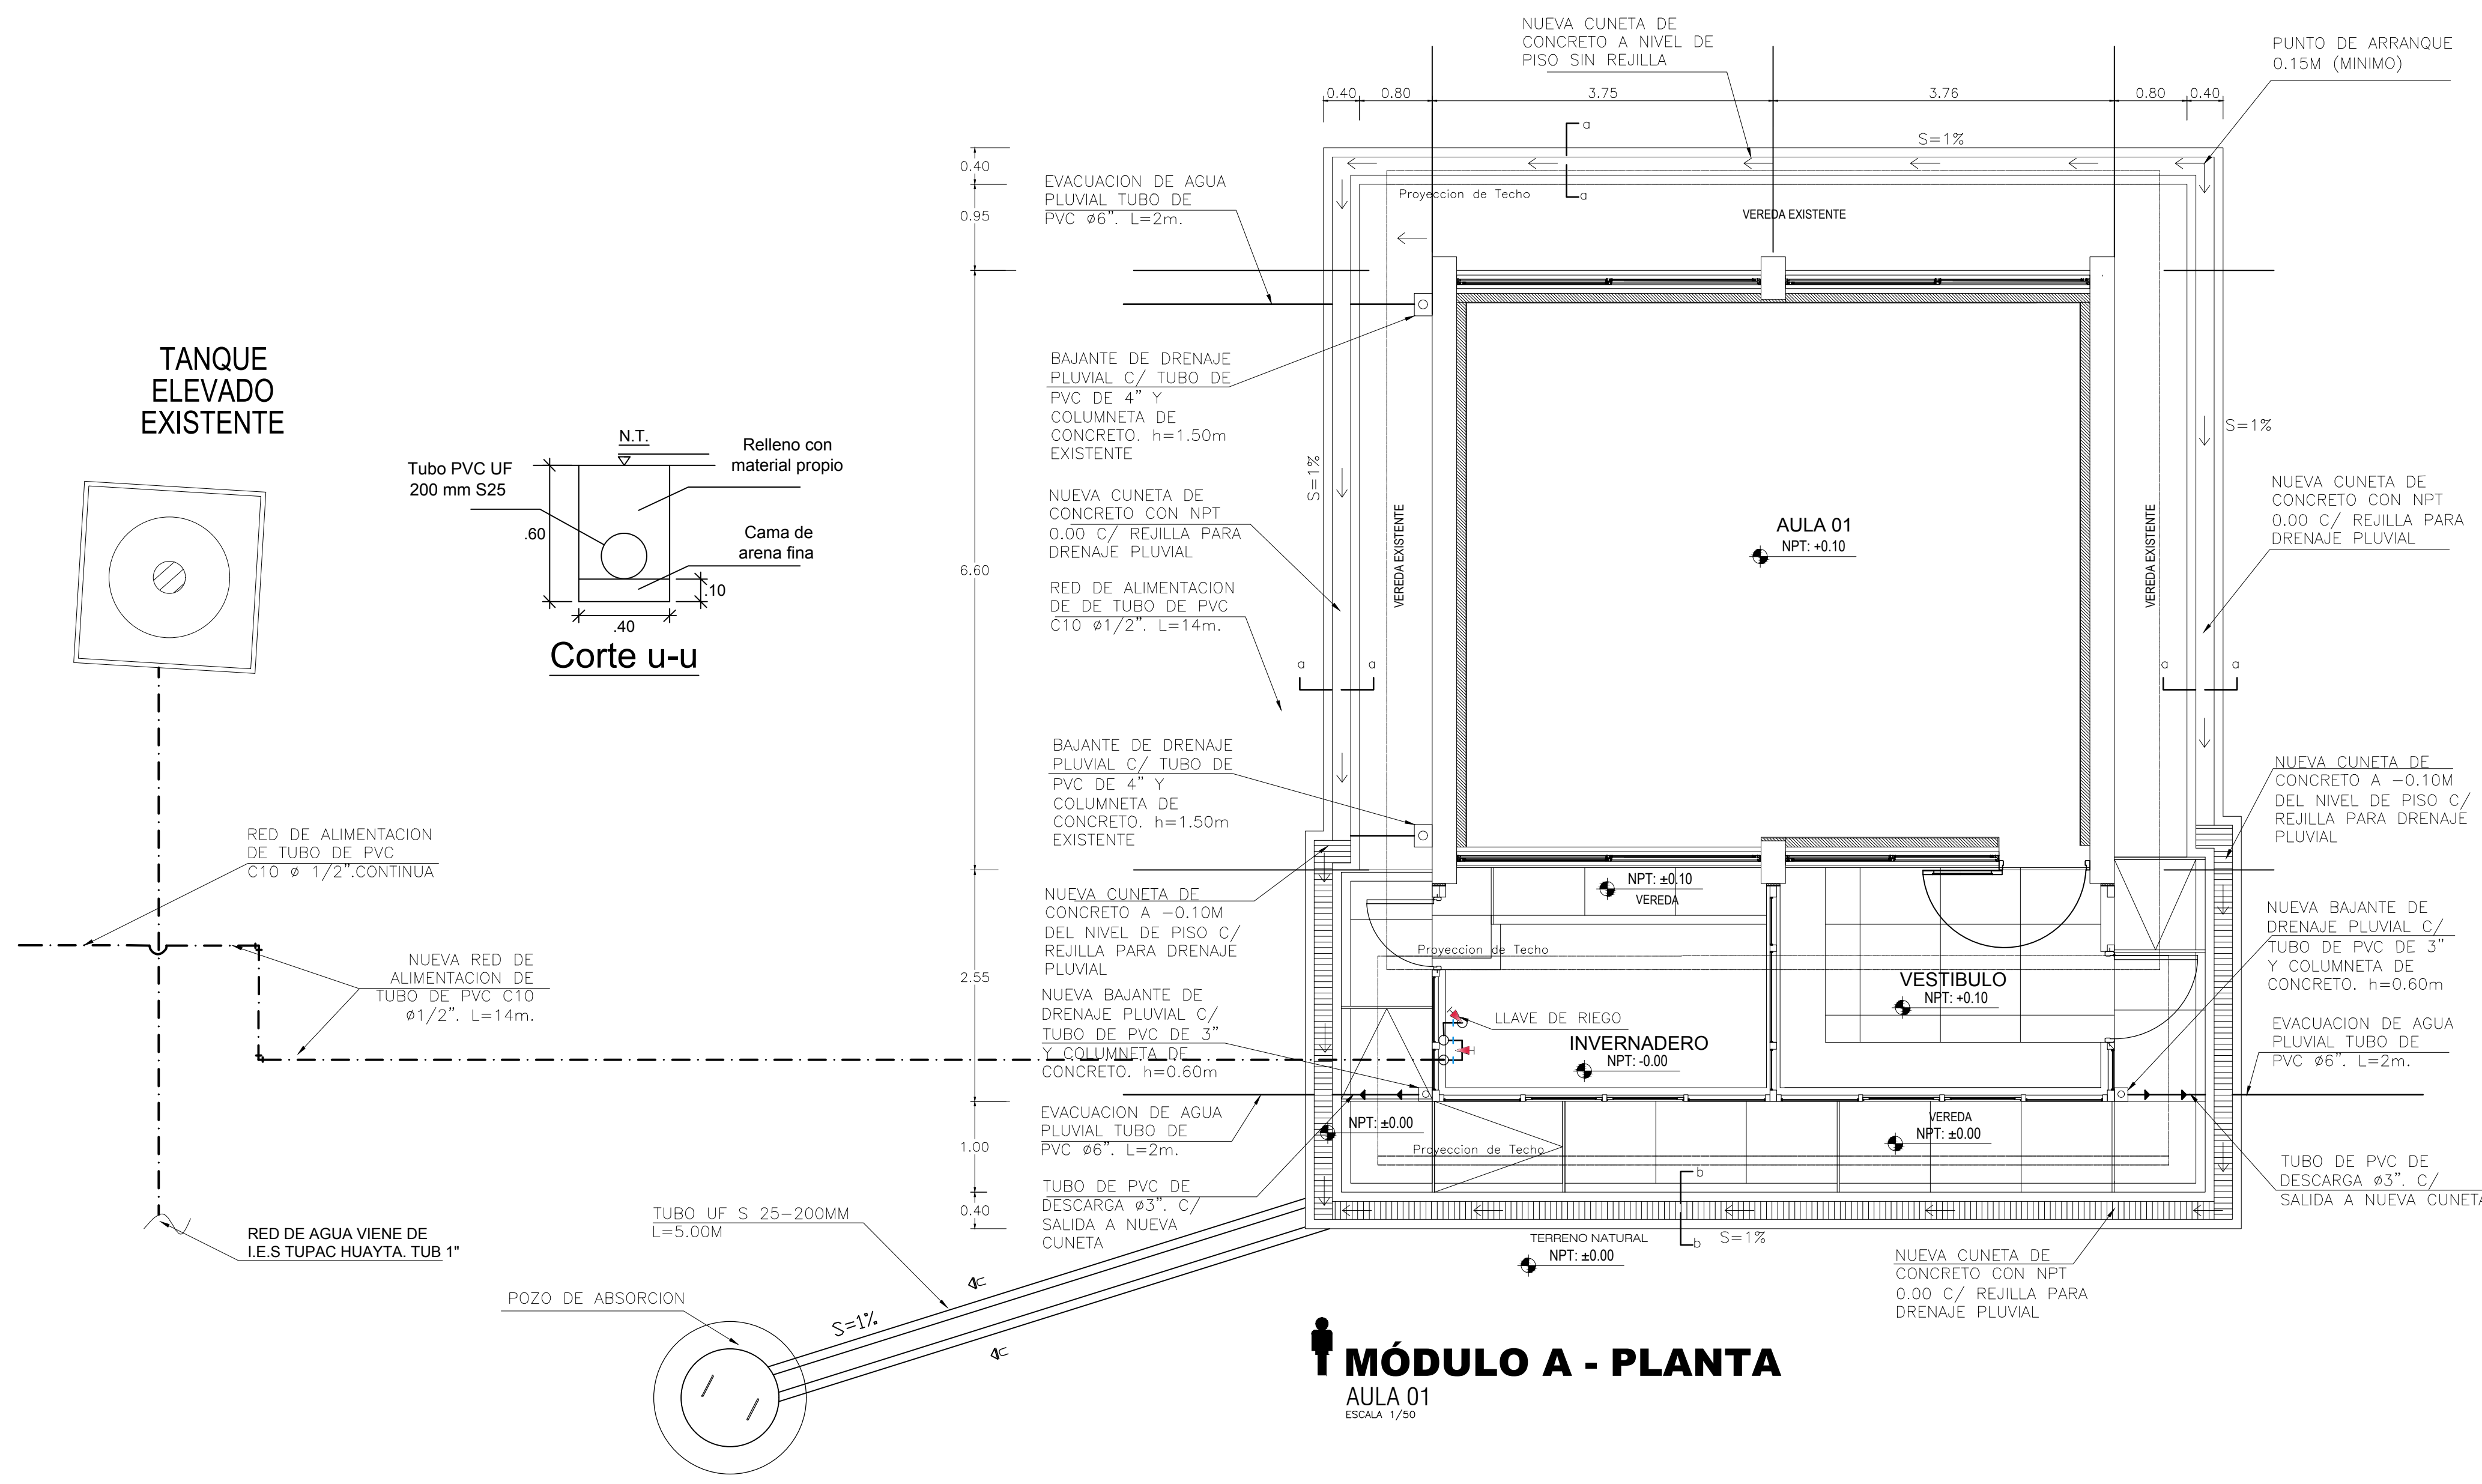 NUEVA CUNETA DE
CONCRETO A NIVEL DE
PISO SIN REJILLA
PUNTO DE ARRANQUE
0.15M (MINIMO)
0.40
0.80
3.75
3.76
0.80
0.40
a
a
S=1%
0.40
0.95
6.60
2.55
1.00
0.40
EVACUACION DE AGUA
PLUVIAL TUBO DE
PVC ø6". L=2m.
Proyeccion de Techo
VEREDA EXISTENTE
TANQUE
ELEVADO
EXISTENTE
N.T.
Relleno con
material propio
Tubo PVC UF
200 mm S25
.60
Cama de
arena fina
.10
.40
Corte u-u
BAJANTE DE DRENAJE
PLUVIAL C/ TUBO DE
PVC DE 4" Y
COLUMNETA DE
CONCRETO. h=1.50m
EXISTENTE
S=1%
S=1%
NUEVA CUNETA DE
CONCRETO CON NPT
0.00 C/ REJILLA PARA
DRENAJE PLUVIAL
VEREDA EXISTENTE
AULA 01
NPT: +0.10
VEREDA EXISTENTE
NUEVA CUNETA DE
CONCRETO CON NPT
0.00 C/ REJILLA PARA
DRENAJE PLUVIAL
RED DE ALIMENTACION
DE DE TUBO DE PVC
C10 ø1/2". L=14m.
a
a
a
a
BAJANTE DE DRENAJE
PLUVIAL C/ TUBO DE
PVC DE 4" Y
COLUMNETA DE
CONCRETO. h=1.50m
EXISTENTE
NUEVA CUNETA DE
CONCRETO A -0.10M
DEL NIVEL DE PISO C/
REJILLA PARA DRENAJE
PLUVIAL
RED DE ALIMENTACION
DE TUBO DE PVC
C10 ø 1/2".CONTINUA
NUEVA CUNETA DE
CONCRETO A -0.10M
DEL NIVEL DE PISO C/
REJILLA PARA DRENAJE
PLUVIAL
NPT: ±0.10
VEREDA
NUEVA BAJANTE DE
DRENAJE PLUVIAL C/
TUBO DE PVC DE 3"
Y COLUMNETA DE
CONCRETO. h=0.60m
NUEVA RED DE
ALIMENTACION DE
TUBO DE PVC C10
ø1/2". L=14m.
Proyeccion de Techo
VESTIBULO
NPT: +0.10
NUEVA BAJANTE DE
DRENAJE PLUVIAL C/
TUBO DE PVC DE 3"
Y COLUMNETA DE
CONCRETO. h=0.60m
LLAVE DE RIEGO
INVERNADERO
NPT: -0.00
EVACUACION DE AGUA
PLUVIAL TUBO DE
PVC ø6". L=2m.
EVACUACION DE AGUA
PLUVIAL TUBO DE
PVC ø6". L=2m.
NPT: ±0.00
VEREDA
NPT: ±0.00
Proyeccion de Techo
TUBO DE PVC DE
DESCARGA ø3". C/
SALIDA A NUEVA
CUNETA
TUBO DE PVC DE
DESCARGA ø3". C/
SALIDA A NUEVA CUNETA
b
b
S=1%
TUBO UF S 25-200MM
L=5.00M
RED DE AGUA VIENE DE
I.E.S TUPAC HUAYTA. TUB 1"
TERRENO NATURAL
NPT: ±0.00
NUEVA CUNETA DE
CONCRETO CON NPT
0.00 C/ REJILLA PARA
DRENAJE PLUVIAL
POZO DE ABSORCION
S=1%
u
u
MÓDULO A - PLANTA
AULA 01
ESCALA 1/50